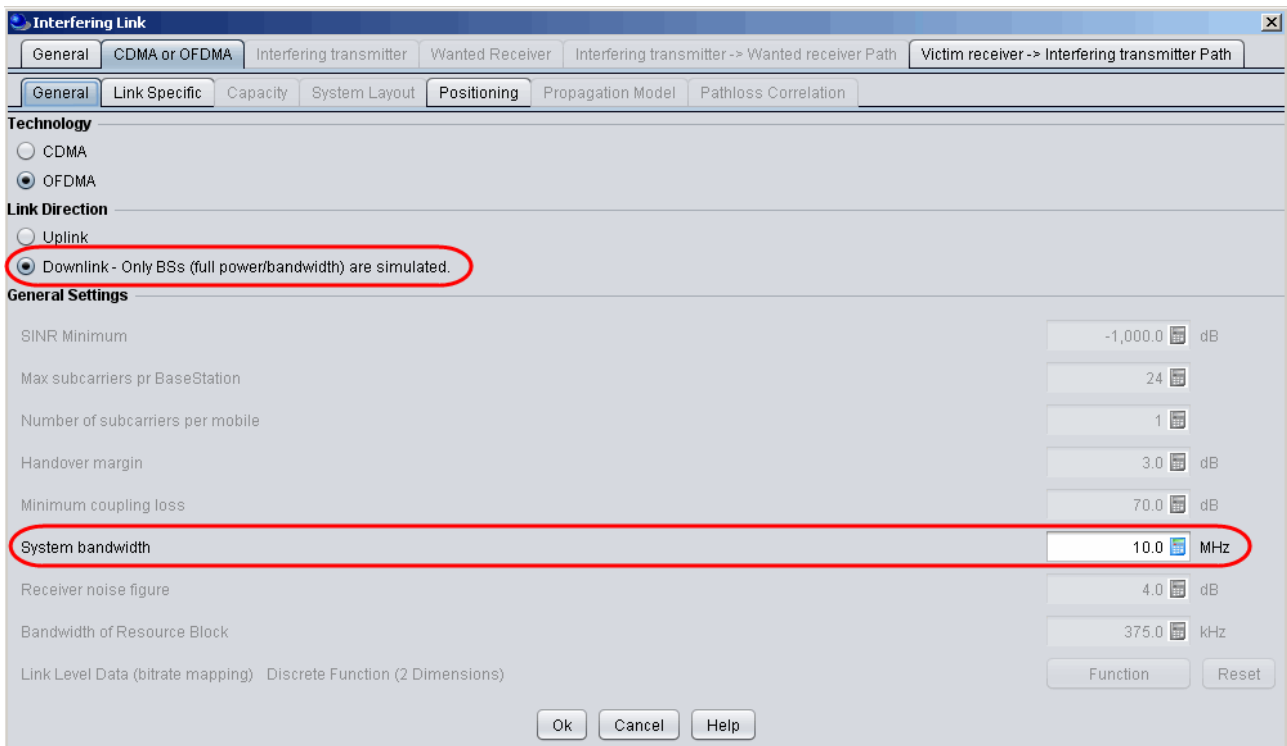 Interfering Link
General CDMA or OFDMA Interfering transmitter Wanted Receiver Interfering transmitter -> Wanted receiver Path Victim receiver -> Interfering transmitter Path
General Link Specific Capacity System Layout Positioning Propagation Model Pathloss Correlation
Technology
CDMA
OFDMA
Link Direction
Uplink
Downlink - Only BSs (full power/bandwidth) are simulated.
General Settings
SINR Minimum -1,000.0 dB
Max subcarriers pr BaseStation 24
Number of subcarriers per mobile 1
Handover margin 3.0 dB
Minimum coupling loss 70.0 dB
System bandwidth 10.0 MHz
Receiver noise figure 4.0 dB
Bandwidth of Resource Block 375.0 kHz
Link Level Data (bitrate mapping) Discrete Function (2 Dimensions) Function Reset
Ok Cancel Help